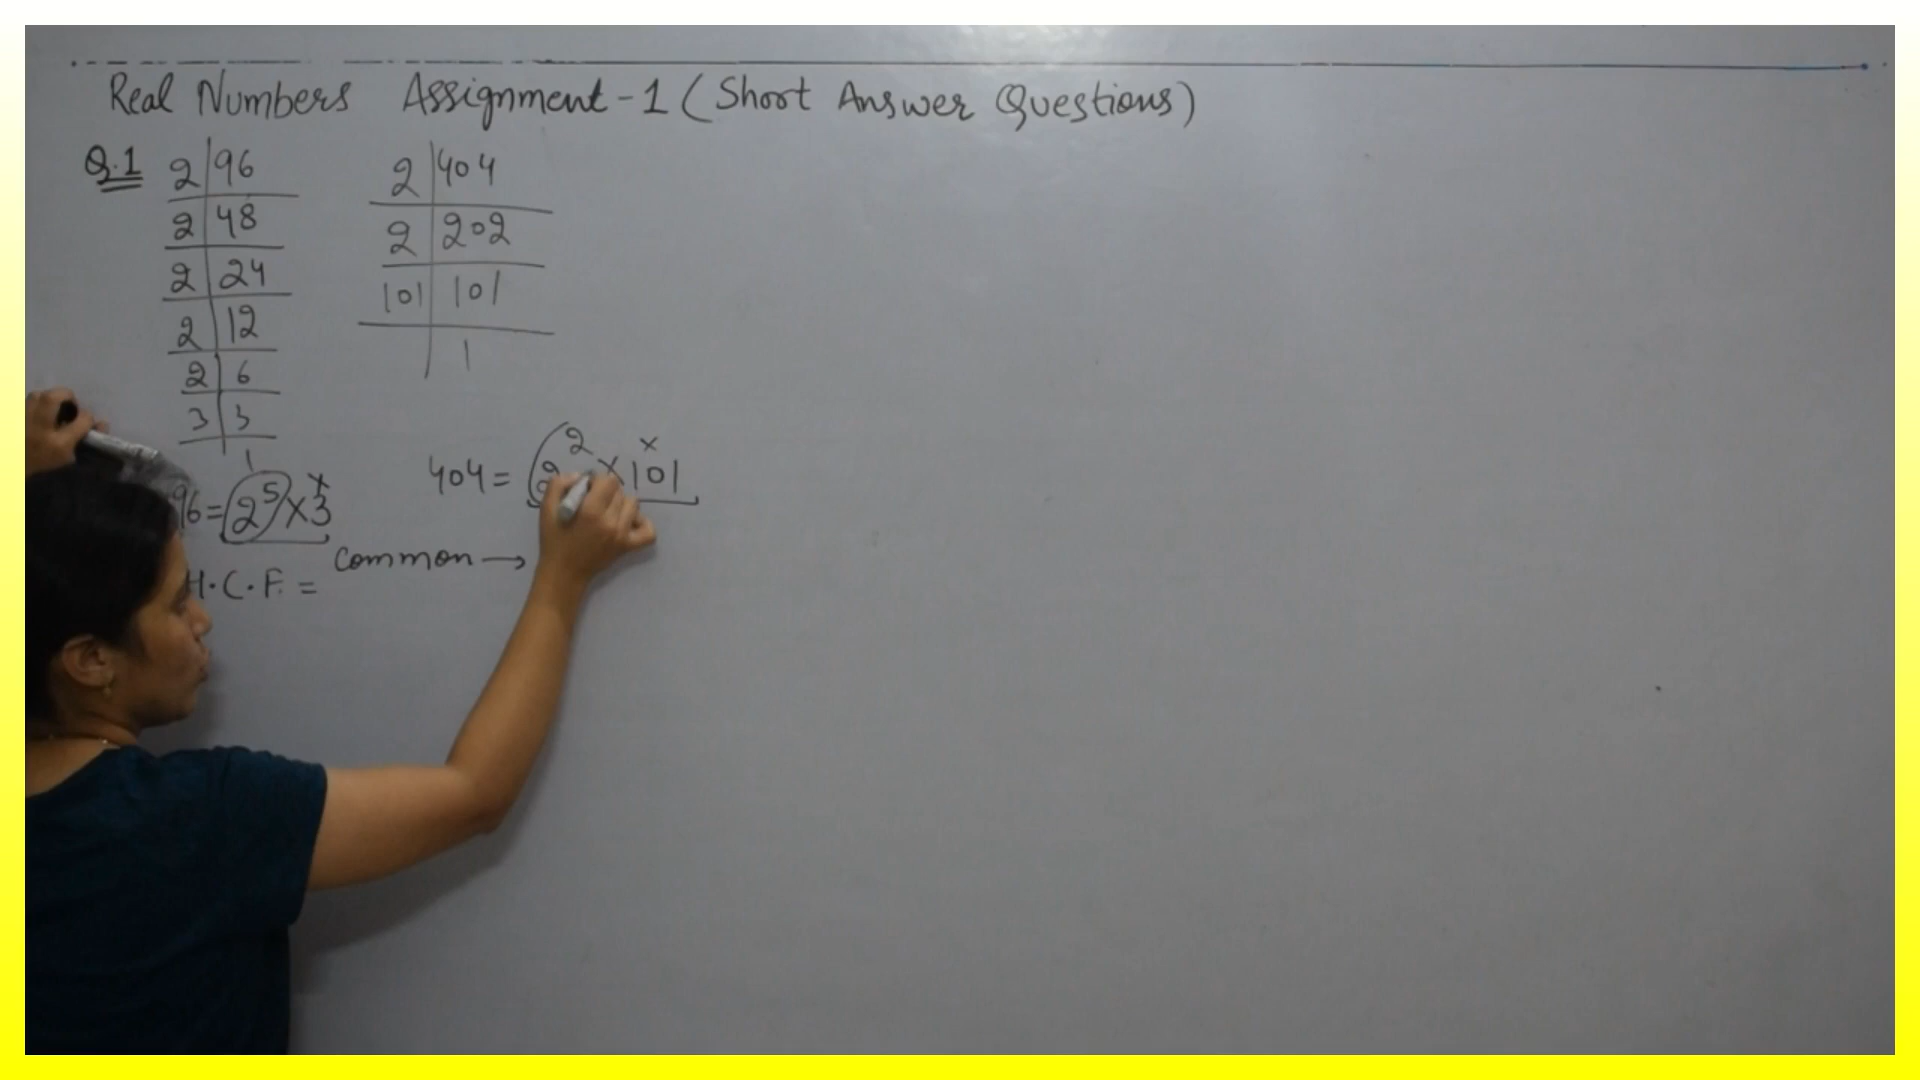 Real Numbers Assignment-1 (Short Answer Questions)
Q.1
2|96
2|48
2|24
2|12
2|6
3|3
1
2|404
2|202
101|101
1
96=2⁵×3
x
404=2²×101
x
Common →
H.C.F. =